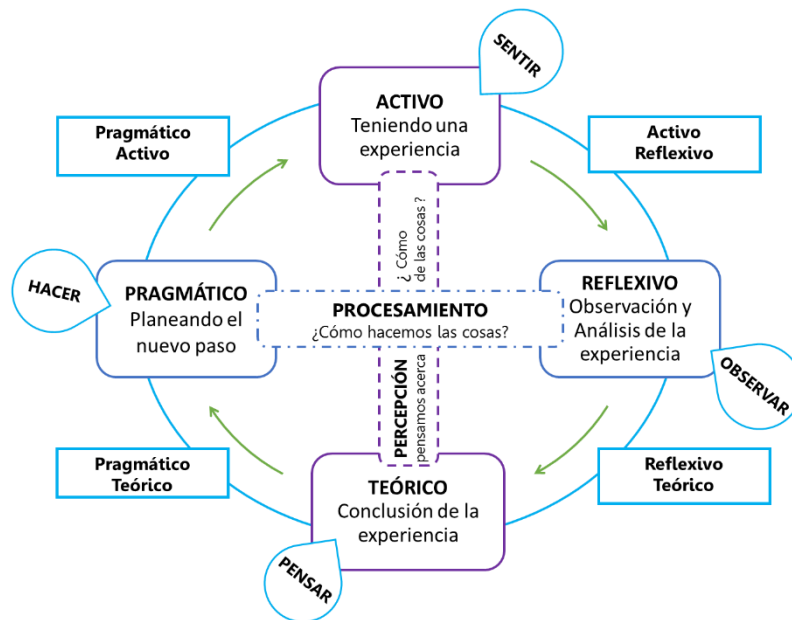 SENTIR
ACTIVO
Teniendo una
experiencia
Pragmático
Activo
Activo
Reflexivo
¿ Cómo
de las cosas ?
HACER
PRAGMÁTICO
Planeando el
nuevo paso
PROCESAMIENTO
¿Cómo hacemos las cosas?
REFLEXIVO
Observación y
Análisis de la
experiencia
OBSERVAR
PERCEPCIÓN
pensamos acerca
Pragmático
Teórico
Reflexivo
Teórico
TEÓRICO
Conclusión de la
experiencia
PENSAR